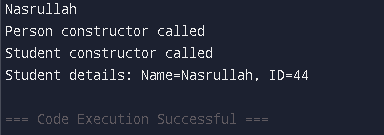 Nasrullah
Person constructor called
Student constructor called
Student details: Name=Nasrullah, ID=44
=== Code Execution Successful ===